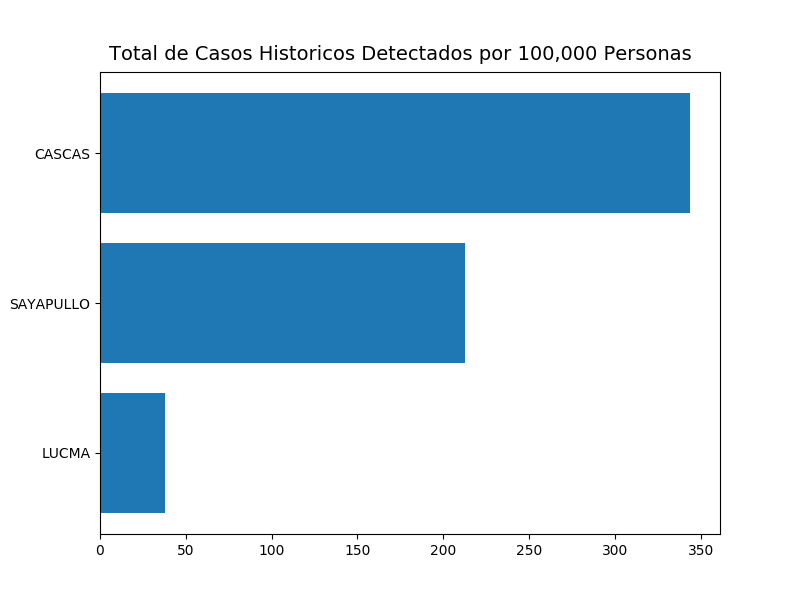 Total de Casos Historicos Detectados por 100,000 Personas
CASCAS
SAYAPULLO
LUCMA
0 50 100 150 200 250 300 350